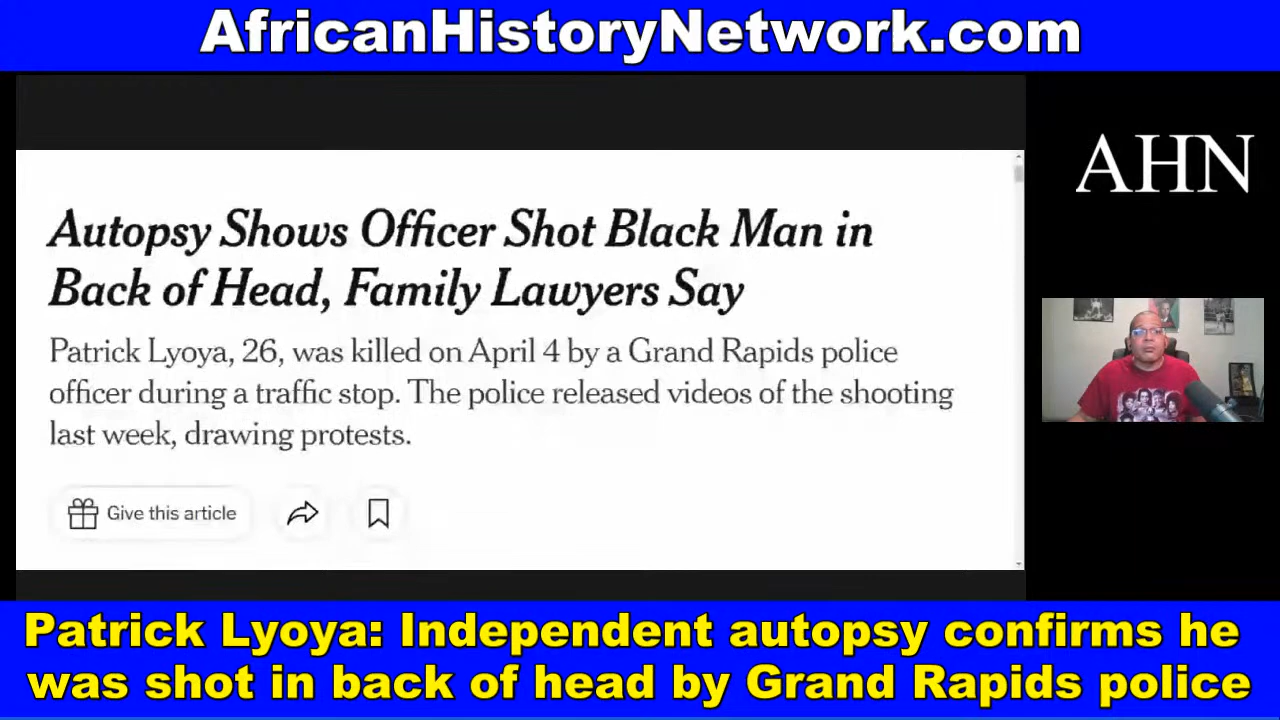 AfricanHistoryNetwork.com
AHN
Autopsy Shows Officer Shot Black Man in
Back of Head, Family Lawyers Say
Patrick Lyoya, 26, was killed on April 4 by a Grand Rapids police
officer during a traffic stop. The police released videos of the shooting
last week, drawing protests.
Give this article
Patrick Lyoya: Independent autopsy confirms he
was shot in back of head by Grand Rapids police